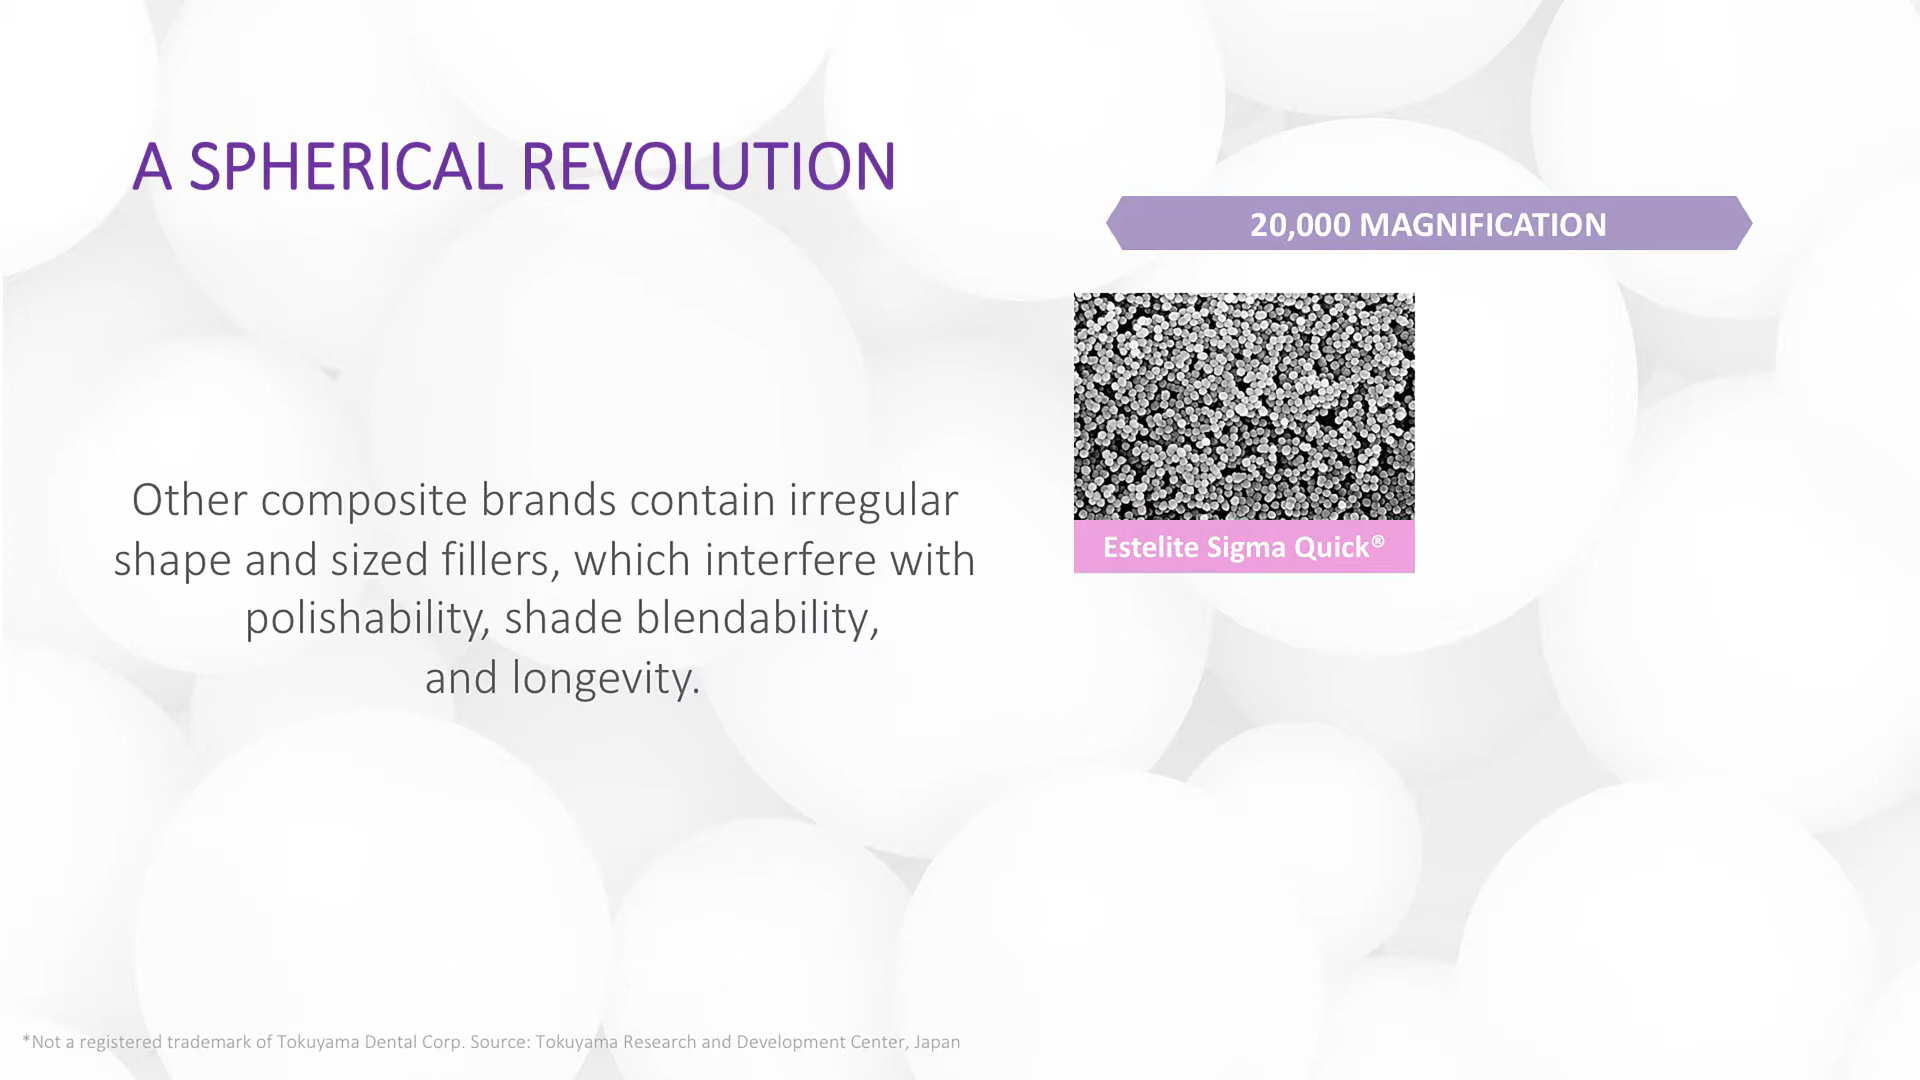 A SPHERICAL REVOLUTION
20,000 MAGNIFICATION
Estelite Sigma Quick®
Other composite brands contain irregular
shape and sized fillers, which interfere with
polishability, shade blendability,
and longevity.
*Not a registered trademark of Tokuyama Dental Corp. Source: Tokuyama Research and Development Center, Japan